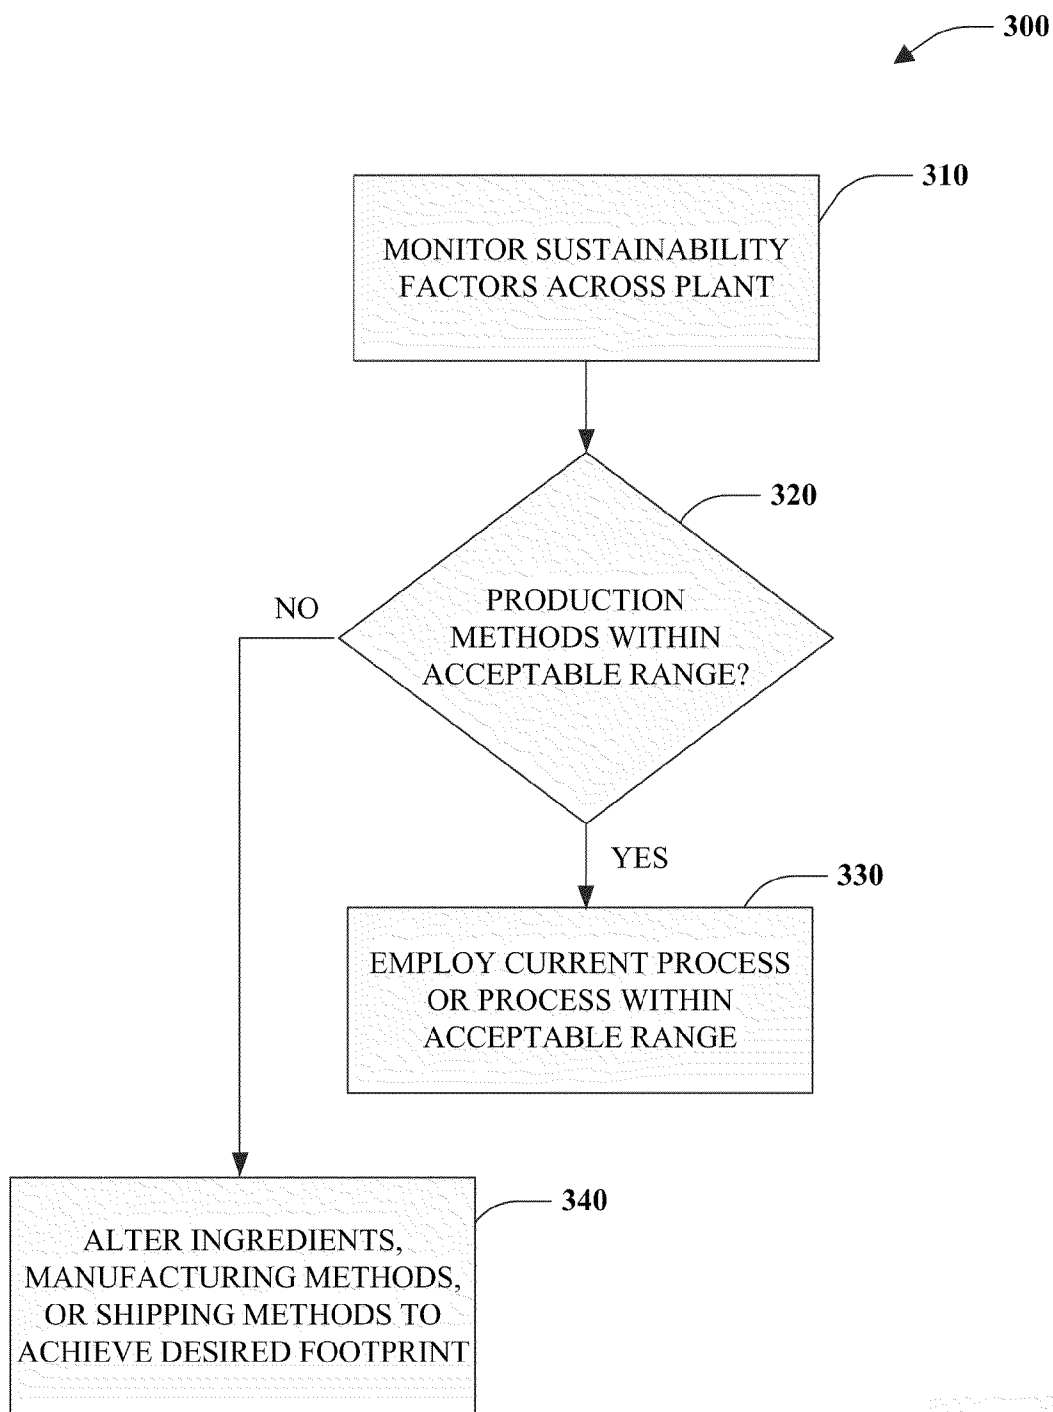 300
310
MONITOR SUSTAINABILITY
FACTORS ACROSS PLANT
320
NO
PRODUCTION
METHODS WITHIN
ACCEPTABLE RANGE?
YES
330
EMPLOY CURRENT PROCESS
OR PROCESS WITHIN
ACCEPTABLE RANGE
340
ALTER INGREDIENTS,
MANUFACTURING METHODS,
OR SHIPPING METHODS TO
ACHIEVE DESIRED FOOTPRINT